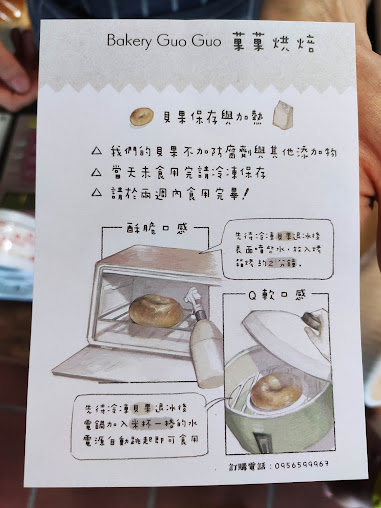 Bakery Guo Guo 菓菓烘焙
貝果保存與加熱
△ 我們的貝果不加防腐劑與其他添加物
△ 當天未食用完請冷凍保存
△ 請於兩週內食用完畢!
酥脆口感
先待冷凍貝果退冰後
表面噴些水,放入烤
箱烤約2分鐘。
Q軟口感
先待冷凍貝果退冰後
電鍋加入米杯一格的水
電源自動跳起即可食用
訂購電話:0956599967